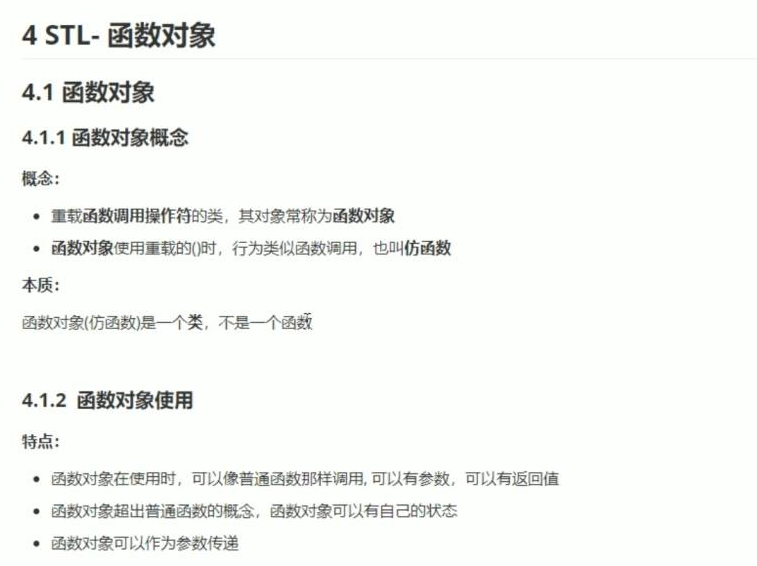 4 STL- 函数对象
4.1 函数对象
4.1.1 函数对象概念
概念：
重载函数调用操作符的类，其对象常称为函数对象
函数对象使用重载的()时，行为类似函数调用，也叫仿函数
本质：
函数对象(仿函数)是一个类，不是一个函数
4.1.2 函数对象使用
特点：
函数对象在使用时，可以像普通函数那样调用, 可以有参数，可以有返回值
函数对象超出普通函数的概念，函数对象可以有自己的状态
函数对象可以作为参数传递